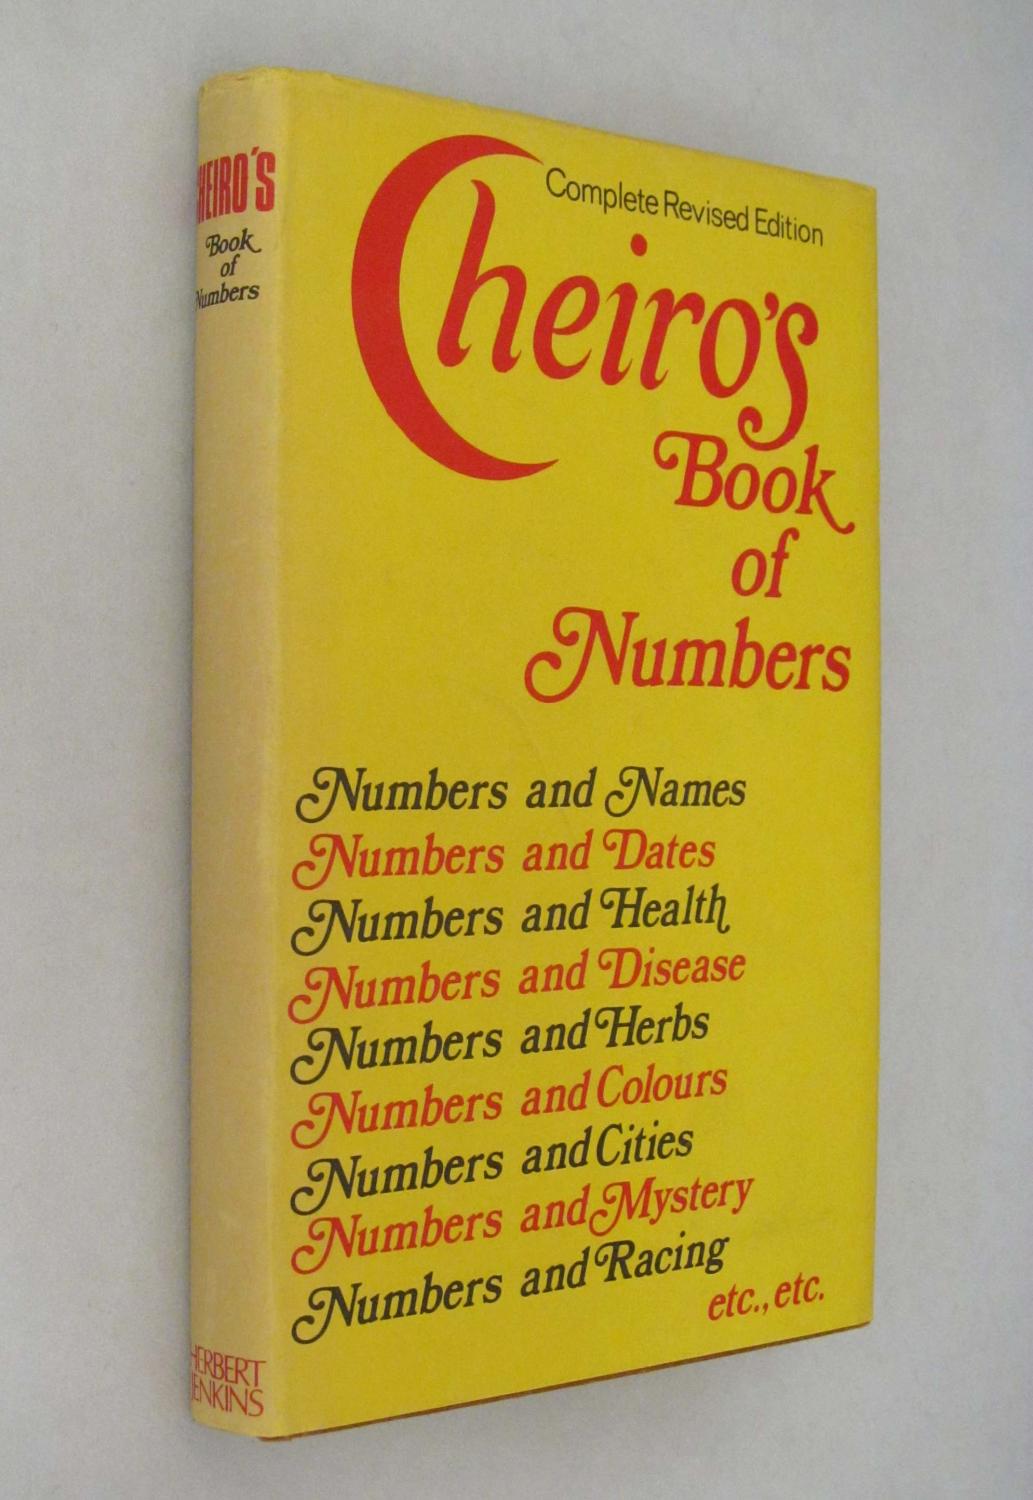 CHEIRO'S
Book
of
Numbers
HERBERT
JENKINS
Complete Revised Edition
Cheiro's
Book
of
Numbers
Numbers and Names
Numbers and Dates
Numbers and Health
Numbers and Disease
Numbers and Herbs
Numbers and Colours
Numbers and Cities
Numbers and Mystery
Numbers and Racing
etc., etc.